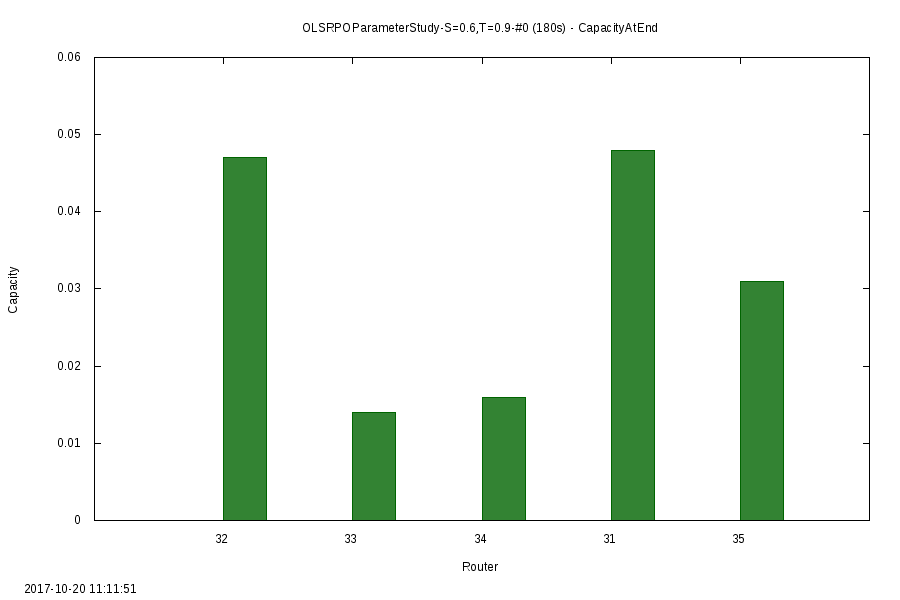 OLSRPOParameterStudy-S=0.6,T=0.9-#0 (180s) - CapacityAtEnd
0.06
0.05
0.04
0.03
0.02
0.01
0
Capacity
32 33 34 31 35
Router
2017-10-20 11:11:51